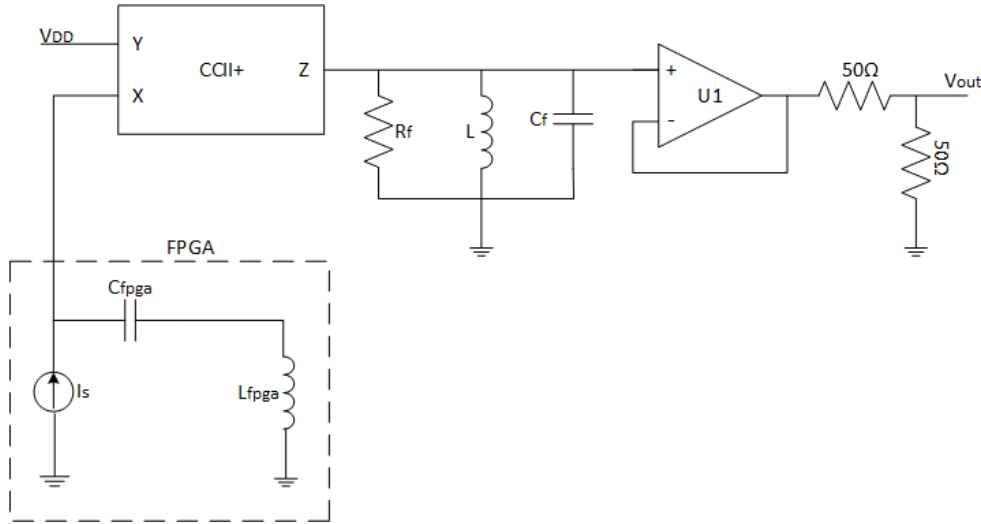 VDD
Y
CCII+
Z
X
Rf
L
Cf
+
-
U1
50Ω
Vout
50Ω
FPGA
Cfpga
Is
Lfpga